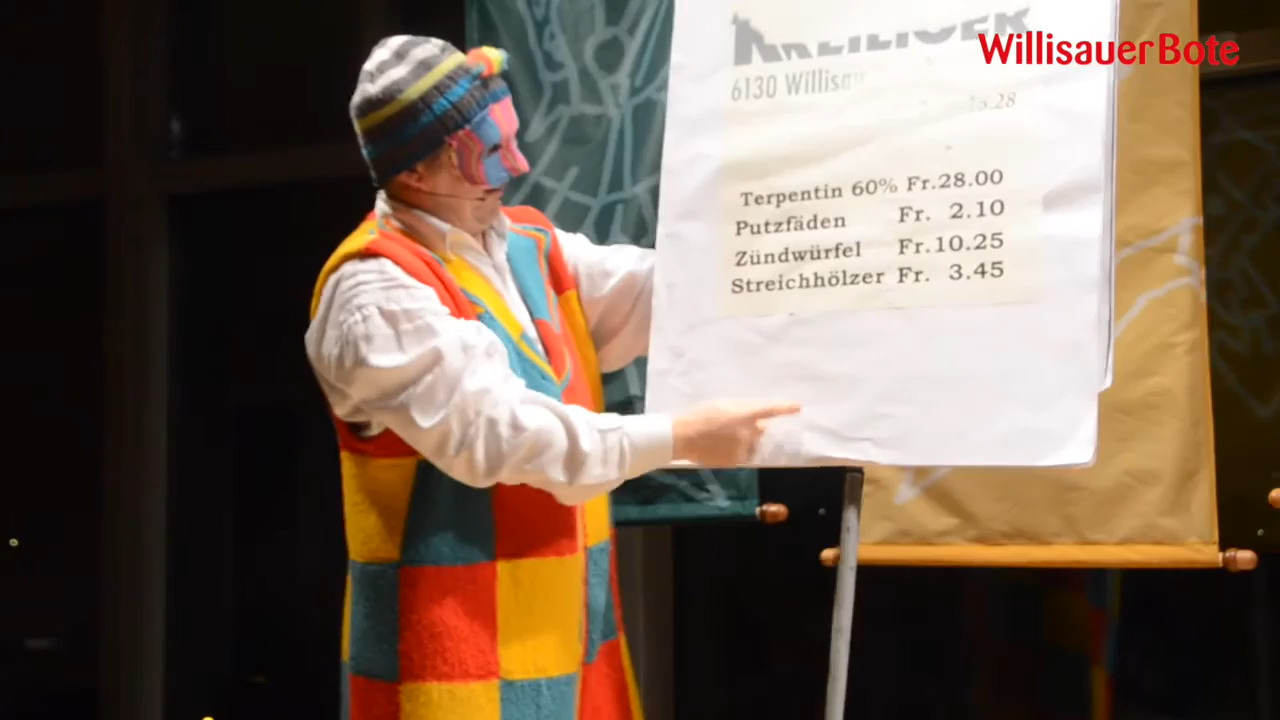 Willisauer Bote
6130 Willisau
Terpentin 60% Fr.28.00
Putzfäden Fr. 2.10
Zündwürfel Fr.10.25
Streichhölzer Fr. 3.45